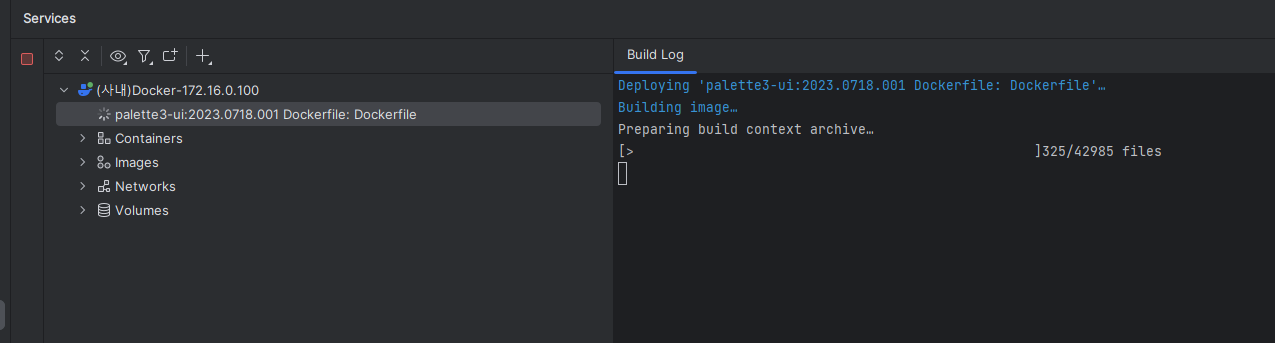 Services
(사내)Docker-172.16.0.100
palette3-ui:2023.0718.001 Dockerfile: Dockerfile
Containers
Images
Networks
Volumes
Build Log
Deploying 'palette3-ui:2023.0718.001 Dockerfile: Dockerfile'…
Building image…
Preparing build context archive…
[>                                                  ]325/42985 files